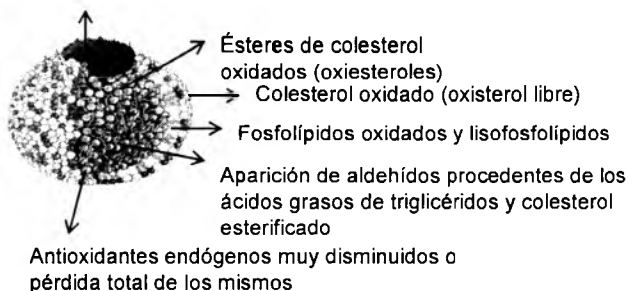 Ésteres de colesterol
oxidados (oxiesteroles)
Colesterol oxidado (oxisterol libre)
Fosfolípidos oxidados y lisofosfolípidos
Aparición de aldehídos procedentes de los
ácidos grasos de triglicéridos y colesterol
esterificado
Antioxidantes endógenos muy disminuidos o
pérdida total de los mismos